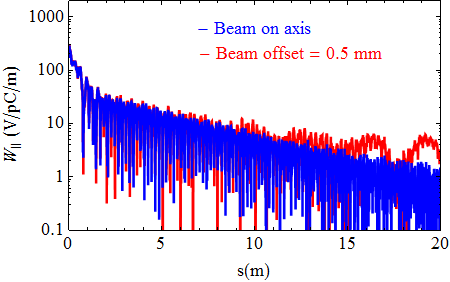 1000
100
10
1
0.1
W∥ (V/pC/m)
− Beam on axis
− Beam offset = 0.5 mm
0 5 10 15 20
s(m)